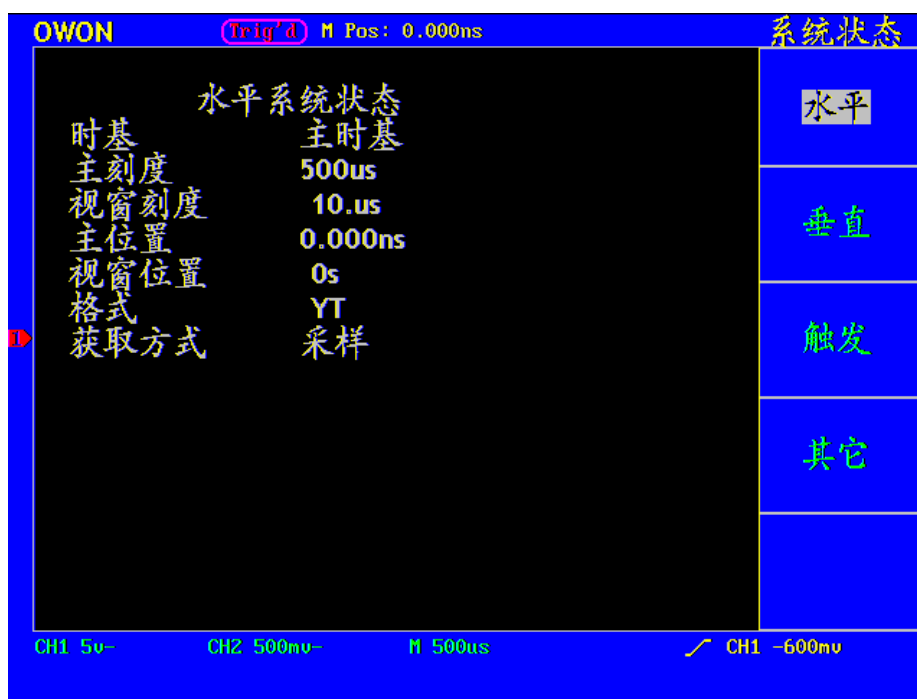 OWON Trig'd M Pos: 0.000ns 系统状态
水平系统状态
时基 主时基
主刻度 500us
视窗刻度 10.us
主位置 0.000ns
视窗位置 0s
格式 YT
获取方式 采样
1
水平
垂直
触发
其它
CH1 5v- CH2 500mv- M 500us CH1 -600mv